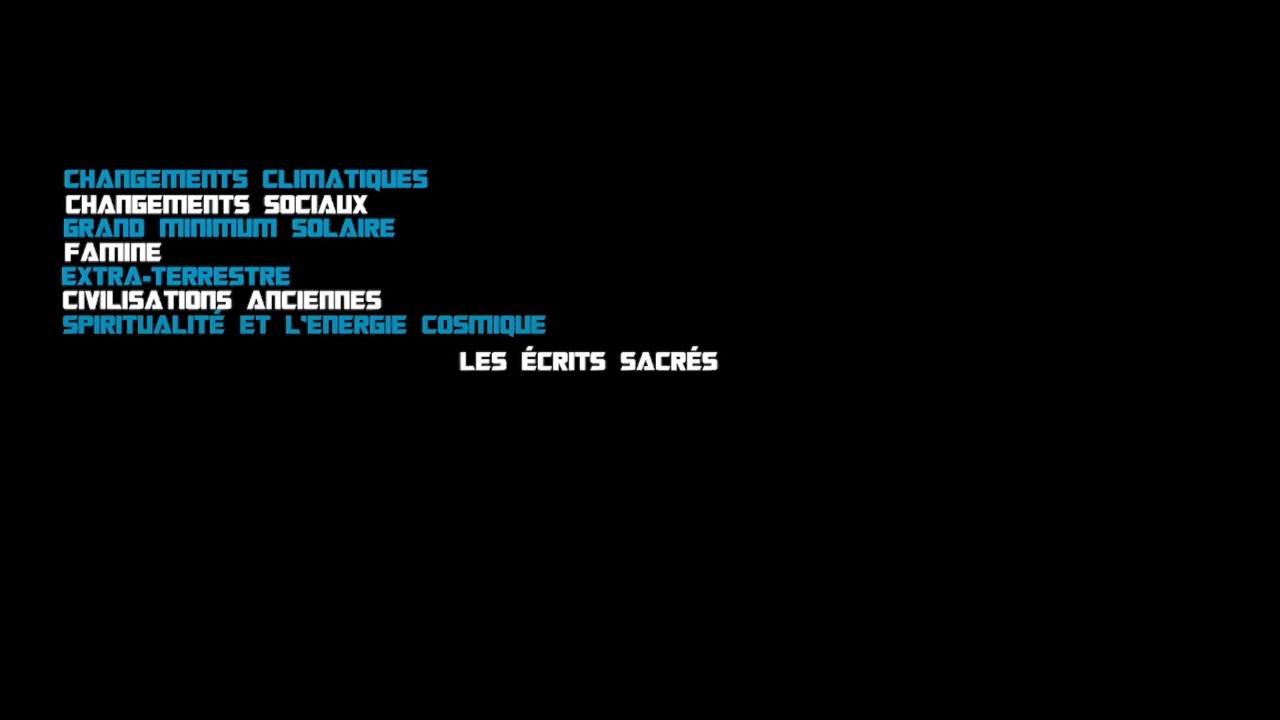 CHANGEMENTS CLIMATIQUES
CHANGEMENTS SOCIAUX
GRAND MINIMUM SOLAIRE
FAMINE
EXTRA-TERRESTRE
CIVILISATIONS ANCIENNES
SPIRITUALITÉ ET L'ENERGIE COSMIQUE
LES ÉCRITS SACRÉS